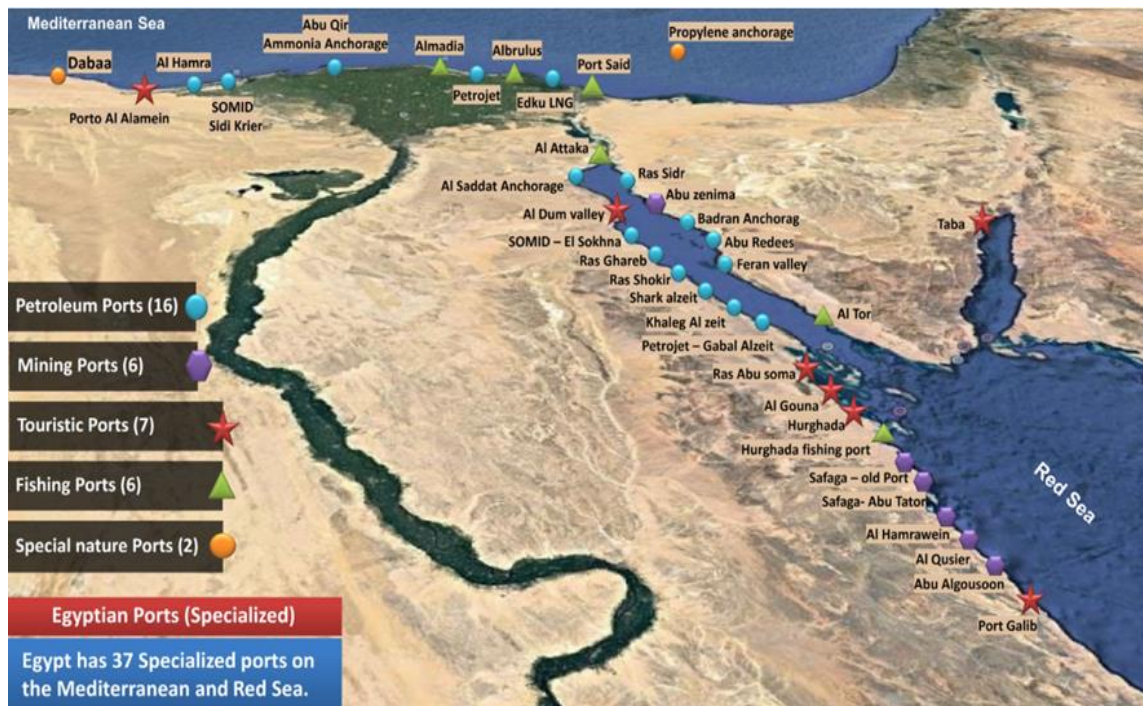 Mediterranean Sea
Dabaa
Porto Al Alamein
Al Hamra
SOMID
Sidi Krier
Abu Qir
Ammonia Anchorage
Almadia
Petrojet
Albrulus
Edku LNG
Port Said
Propylene anchorage
Al Attaka
Al Saddat Anchorage
Ras Sidr
Abu zenima
Al Dum valley
Badran Anchorag
Taba
SOMID – El Sokhna
Abu Redees
Ras Ghareb
Feran valley
Ras Shokir
Shark alzeit
Khaleg Al zeit
Al Tor
Petrojet – Gabal Alzeit
Ras Abu soma
Al Gouna
Hurghada
Hurghada fishing port
Safaga – old Port
Safaga- Abu Tator
Al Hamrawein
Al Qusier
Abu Algousoon
Port Galib
Red Sea
Petroleum Ports (16)
Mining Ports (6)
Touristic Ports (7)
Fishing Ports (6)
Special nature Ports (2)
Egyptian Ports (Specialized)
Egypt has 37 Specialized ports on
the Mediterranean and Red Sea.